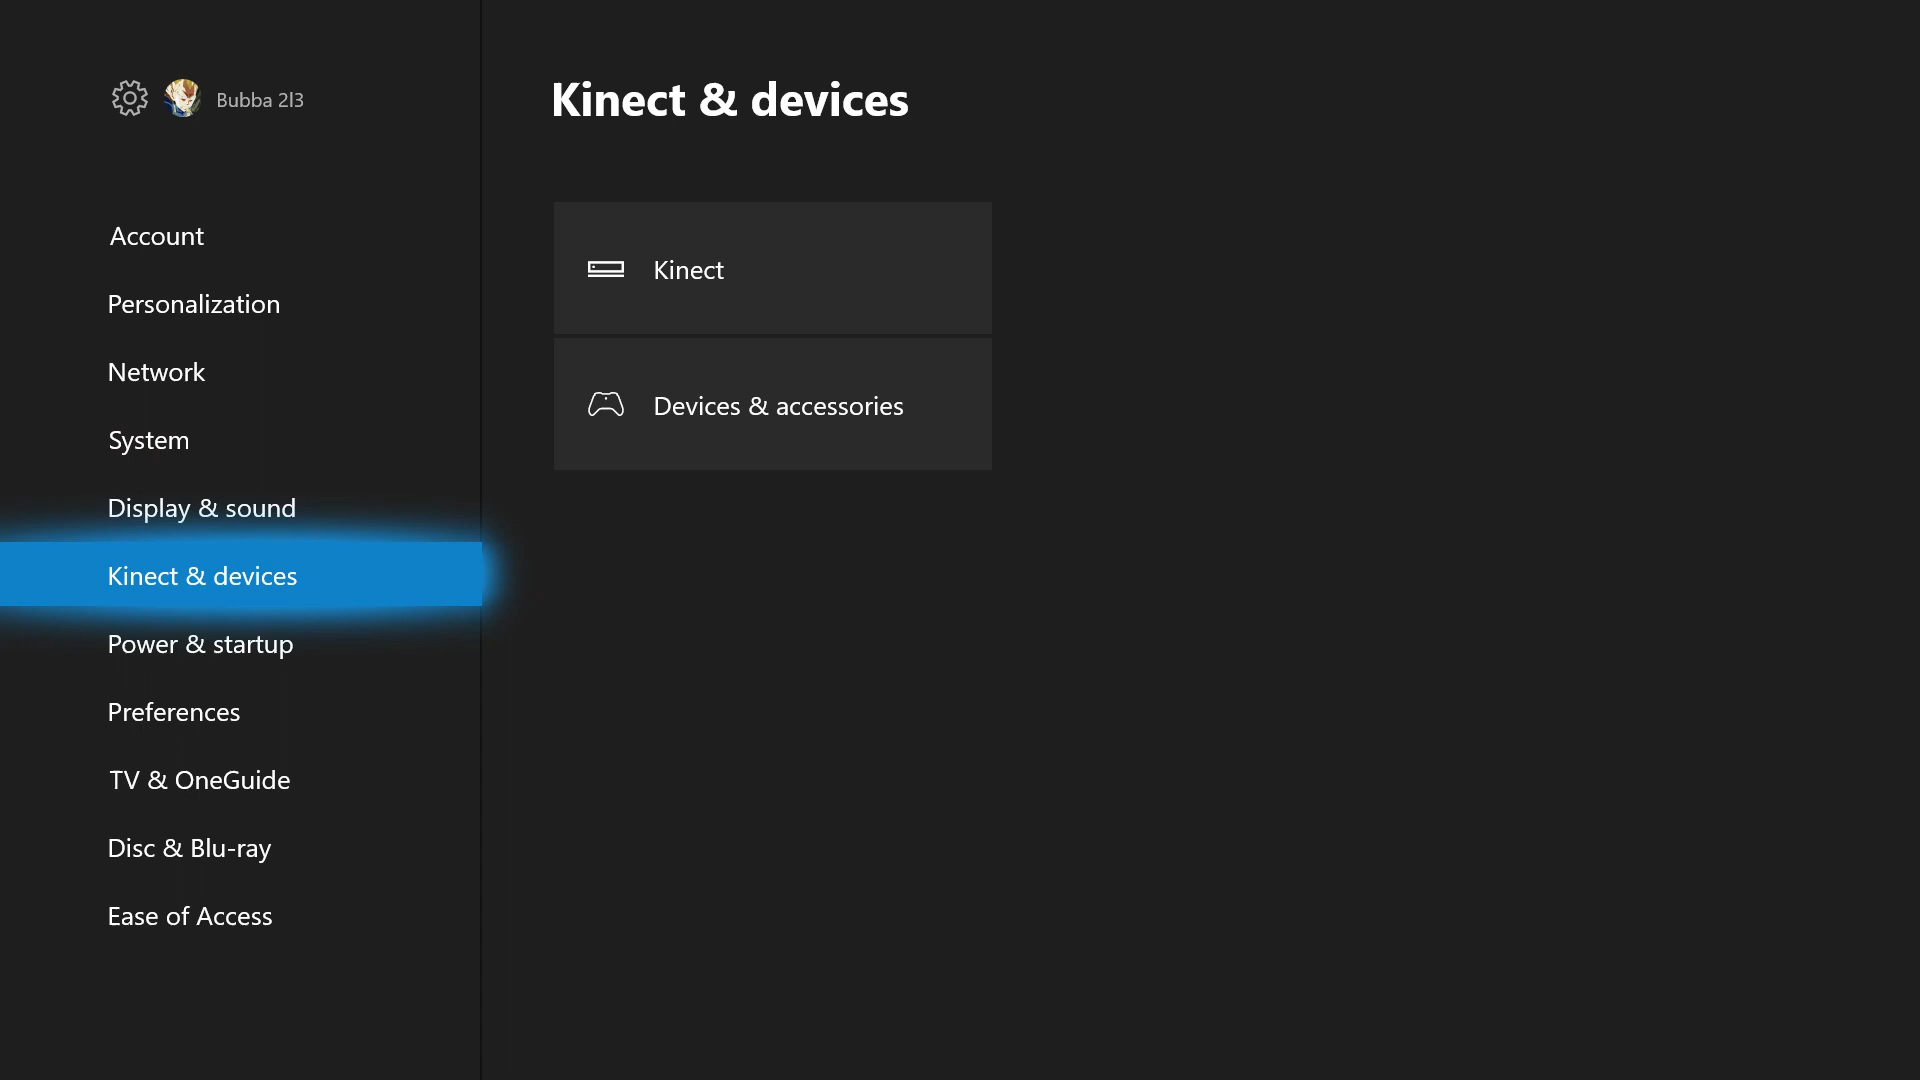 Bubba 2l3
Account
Personalization
Network
System
Display & sound
Kinect & devices
Power & startup
Preferences
TV & OneGuide
Disc & Blu-ray
Ease of Access
Kinect & devices
Kinect
Devices & accessories